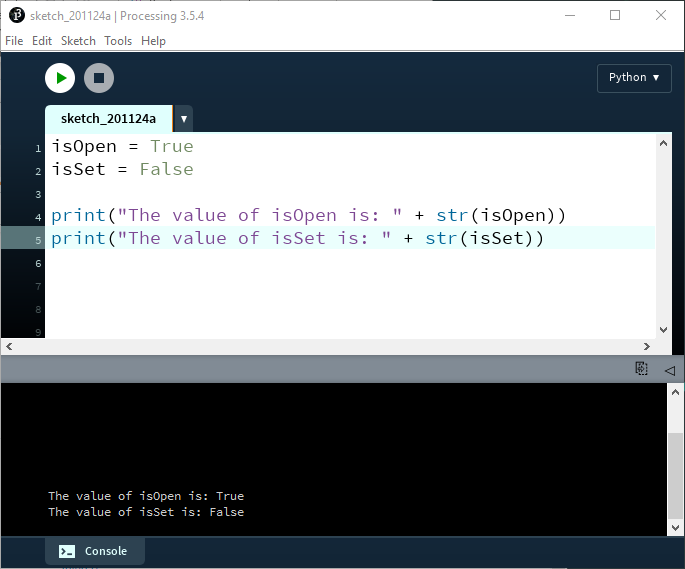 sketch_201124a | Processing 3.5.4
File Edit Sketch Tools Help
Python ▼
sketch_201124a ▼
1 isOpen = True
2 isSet = False
3
4 print("The value of isOpen is: " + str(isOpen))
5 print("The value of isSet is: " + str(isSet))
6
7
8
9
The value of isOpen is: True
The value of isSet is: False
Console